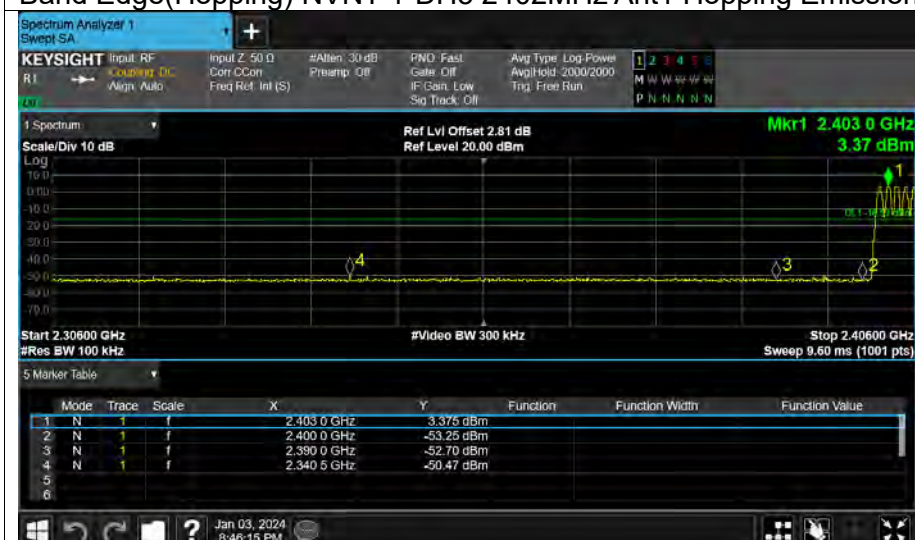 Band Edge(Hopping) NVNT 1-DH5 2402MHz Ant1 Hopping Emission
Spectrum Analyzer 1
Swept SA
+
KEYSIGHT Input: RF Input Z: 50 Ω #Atten: 30 dB PNO: Fast Avg Type: Log-Power 1 2 3 4 5 6
R1 Coupling: DC Corr CCorr Preamp: Off Gate: Off Avg|Hold: 2000/2000 M W W W W W
Align: Auto Freq Ref: Int (S) IF Gain: Low Trig: Free Run
Sig Track: Off P N N N N N
1 Spectrum Ref Lvl Offset 2.81 dB Mkr1 2.403 0 GHz
Scale/Div 10 dB Ref Level 20.00 dBm 3.37 dBm
Log
10.0
0.00
-10.0
-20.0
-30.0
-40.0
-50.0
-60.0
-70.0
1
4
3
2
Start 2.30600 GHz #Video BW 300 kHz Stop 2.40600 GHz
#Res BW 100 kHz Sweep 9.60 ms (1001 pts)
5 Marker Table
Mode Trace Scale X Y Function Function Width Function Value
1 N 1 f 2.403 0 GHz 3.375 dBm
2 N 1 f 2.400 0 GHz -53.25 dBm
3 N 1 f 2.390 0 GHz -52.70 dBm
4 N 1 f 2.340 5 GHz -50.47 dBm
5
6
? Jan 03, 2024
8:46:15 PM